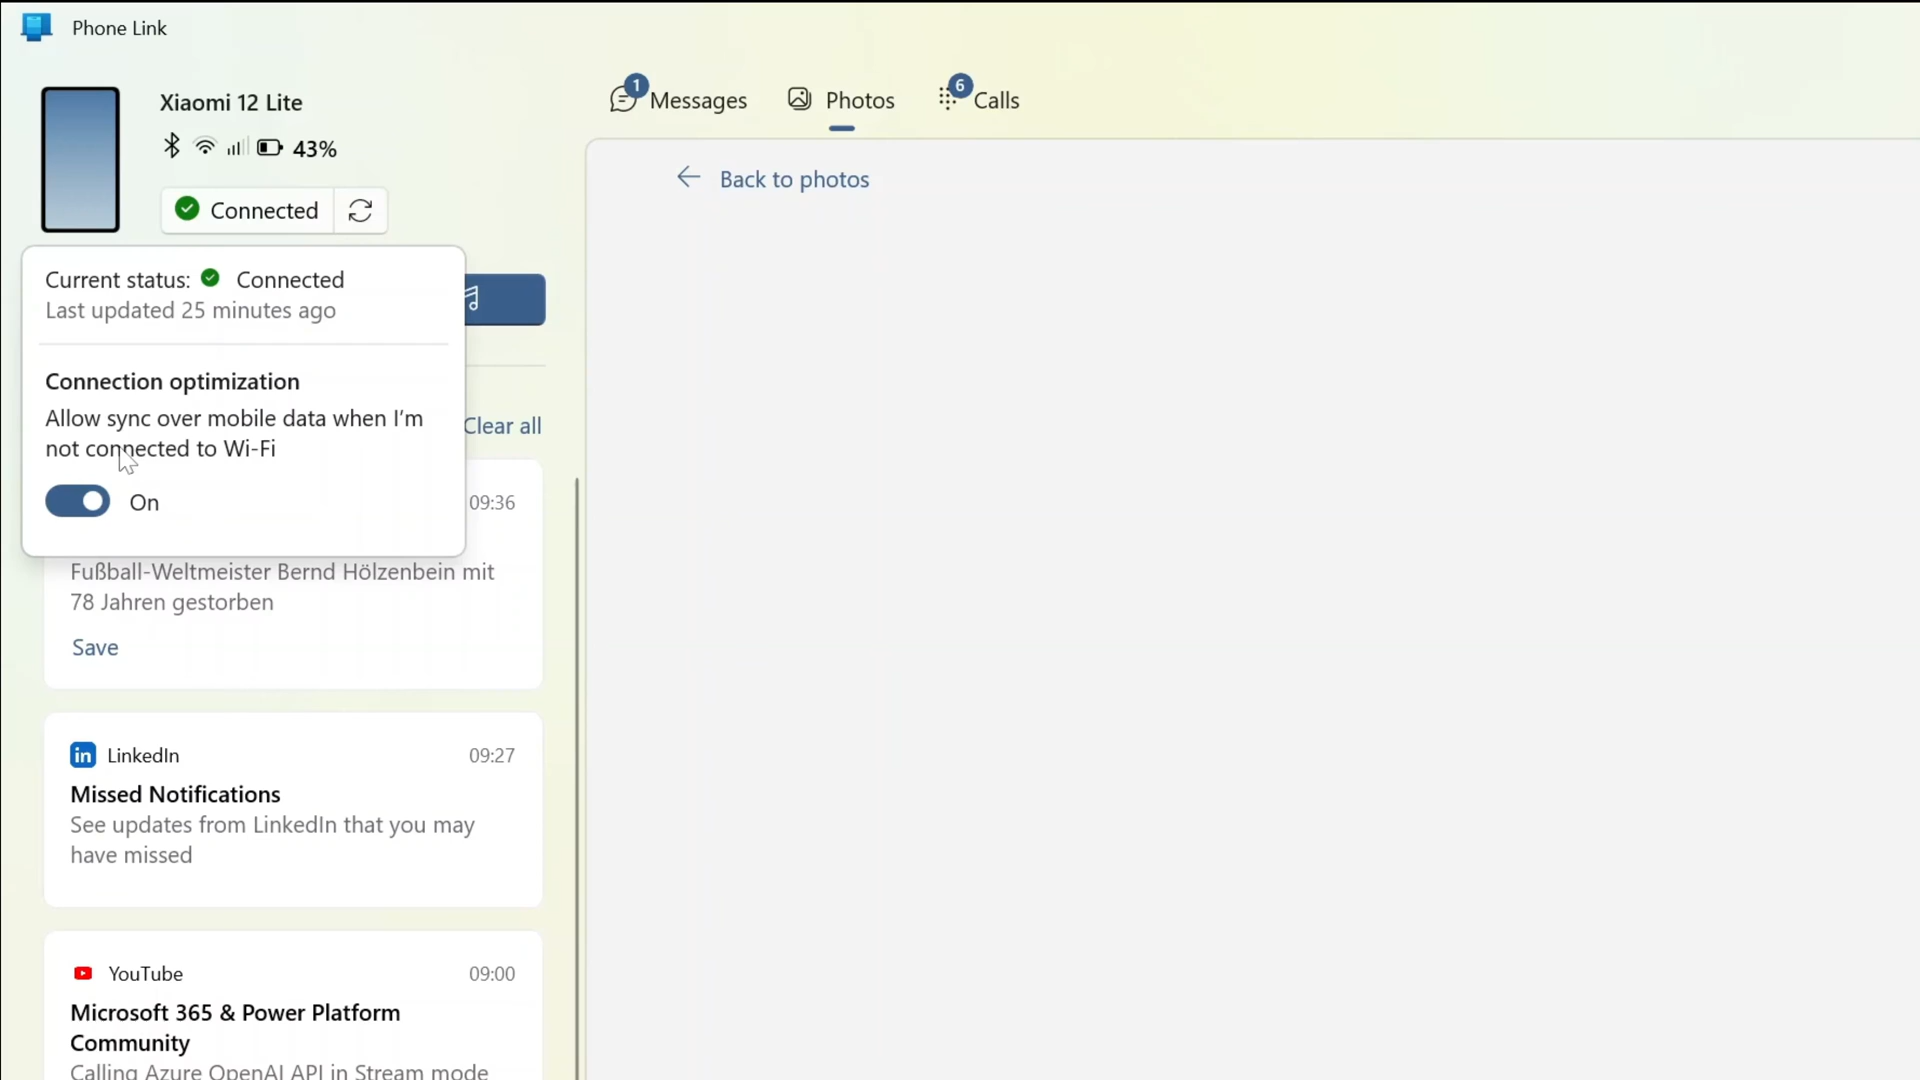 Phone Link
Xiaomi 12 Lite
43%
Connected
1
Messages
Photos
6
Calls
Back to photos
Current status: Connected
Last updated 25 minutes ago
Connection optimization
Allow sync over mobile data when I'm
not connected to Wi-Fi
On
Clear all
09:36
Fußball-Weltmeister Bernd Hölzenbein mit
78 Jahren gestorben
Save
in LinkedIn 09:27
Missed Notifications
See updates from LinkedIn that you may
have missed
YouTube 09:00
Microsoft 365 & Power Platform
Community
Calling Azure OpenAI API in Stream mode